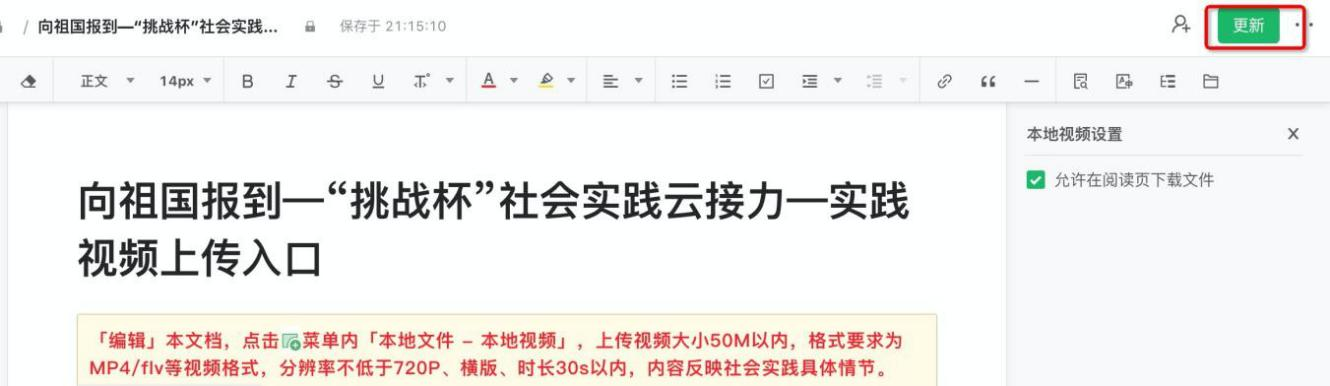 / 向祖国报到—“挑战杯”社会实践... 保存于 21:15:10 更新 ...
正文 14px B I S U T A
本地视频设置
允许在阅读页下载文件
向祖国报到—“挑战杯”社会实践云接力—实践
视频上传入口
「编辑」本文档，点击菜单内「本地文件 – 本地视频」，上传视频大小50M以内，格式要求为
MP4/flv等视频格式，分辨率不低于720P、横版、时长30s以内，内容反映社会实践具体情节。